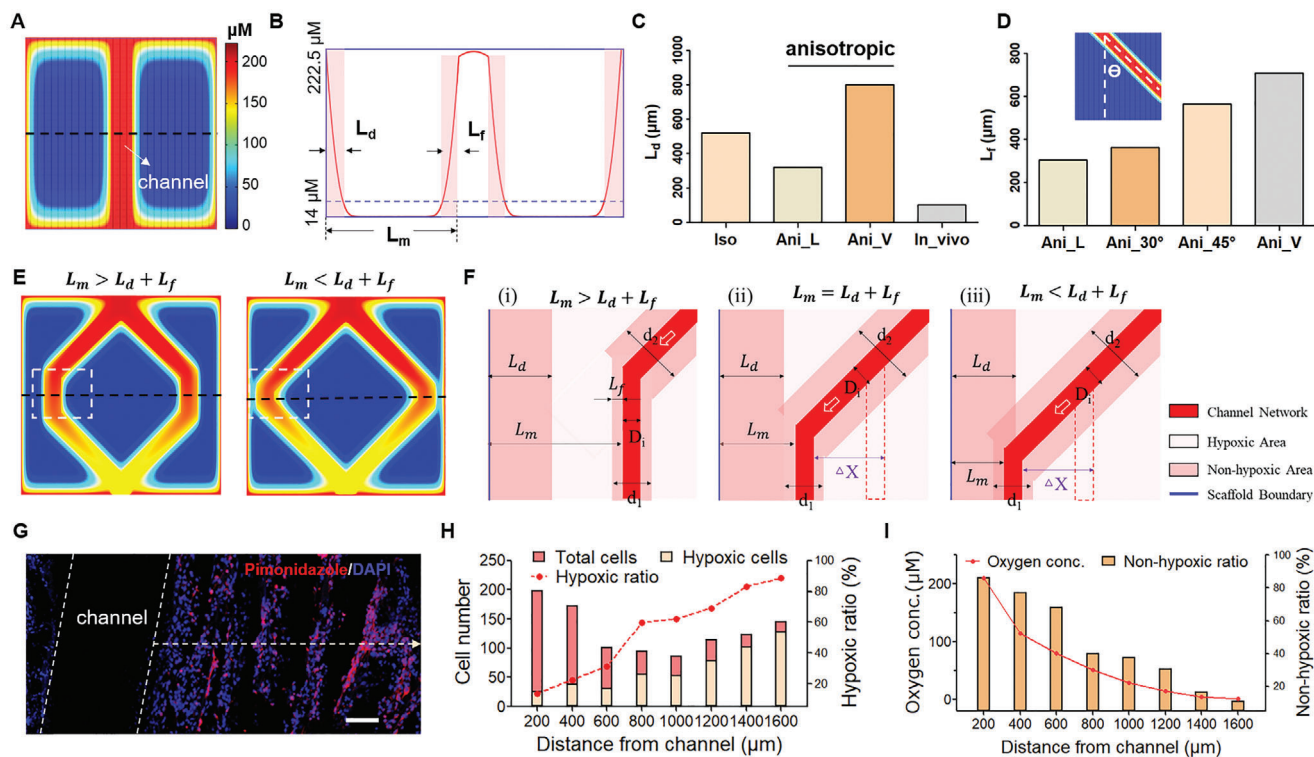 A
µM
200
150
100
50
0
channel
B
222.5 µM
14 µM
L_d
L_f
L_m
C
anisotropic
L_d (µm)
1000
800
600
400
200
0
Iso Ani_L Ani_V In_vivo
D
Ɵ
L_f (µm)
800
600
400
200
0
Ani_L Ani_30° Ani_45° Ani_V
E
L_m > L_d + L_f
L_m < L_d + L_f
F
(i) L_m > L_d + L_f
L_d
L_f
L_m
D_i
d_2
d_1
(ii) L_m = L_d + L_f
L_d
L_m
D_i
d_2
△X
d_1
(iii) L_m < L_d + L_f
L_d
L_m
D_i
d_2
△X
d_1
Channel Network
Hypoxic Area
Non-hypoxic Area
Scaffold Boundary
G
Pimonidazole/DAPI
channel
H
Total cells Hypoxic cells
Hypoxic ratio
Cell number
250
200
150
100
50
0
Hypoxic ratio (%)
100
80
60
40
20
200 400 600 800 1000 1200 1400 1600
Distance from channel (µm)
I
Oxygen conc. Non-hypoxic ratio
Oxygen conc.(µM)
200
100
0
Non-hypoxic ratio (%)
100
80
60
40
20
200 400 600 800 1000 1200 1400 1600
Distance from channel (µm)